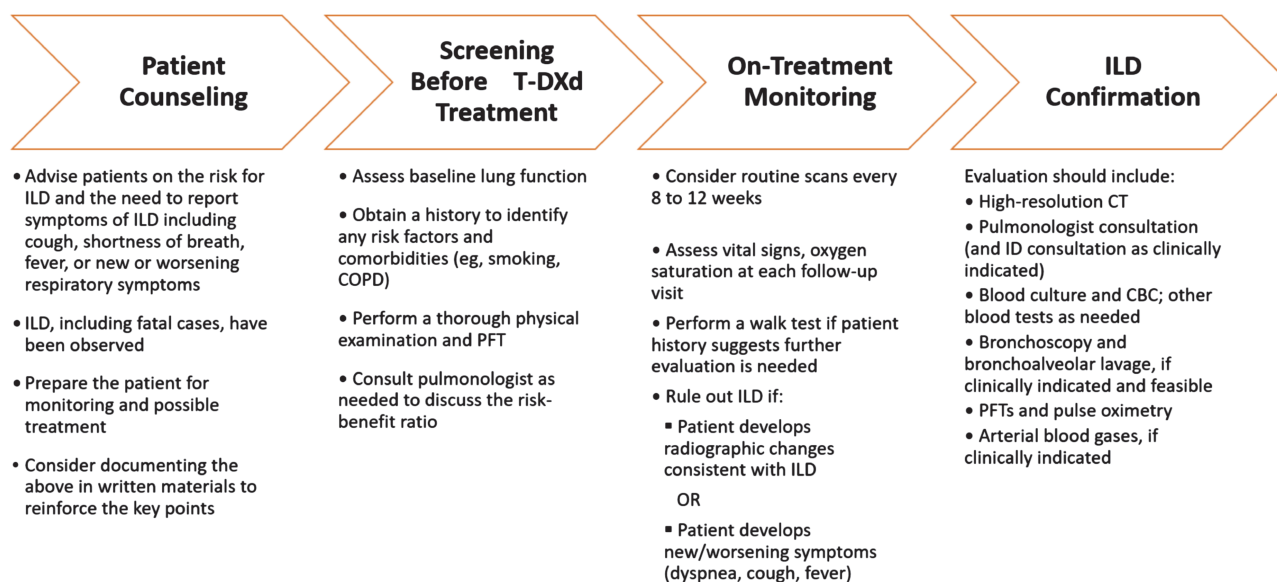 Patient
Counseling
Screening
Before T-DXd
Treatment
On-Treatment
Monitoring
ILD
Confirmation
• Advise patients on the risk for
ILD and the need to report
symptoms of ILD including
cough, shortness of breath,
fever, or new or worsening
respiratory symptoms
• ILD, including fatal cases, have
been observed
• Prepare the patient for
monitoring and possible
treatment
• Consider documenting the
above in written materials to
reinforce the key points
• Assess baseline lung function
• Obtain a history to identify
any risk factors and
comorbidities (eg, smoking,
COPD)
• Perform a thorough physical
examination and PFT
• Consult pulmonologist as
needed to discuss the risk-
benefit ratio
• Consider routine scans every
8 to 12 weeks
• Assess vital signs, oxygen
saturation at each follow-up
visit
• Perform a walk test if patient
history suggests further
evaluation is needed
• Rule out ILD if:
▪ Patient develops
radiographic changes
consistent with ILD
OR
▪ Patient develops
new/worsening symptoms
(dyspnea, cough, fever)
Evaluation should include:
• High-resolution CT
• Pulmonologist consultation
(and ID consultation as clinically
indicated)
• Blood culture and CBC; other
blood tests as needed
• Bronchoscopy and
bronchoalveolar lavage, if
clinically indicated and feasible
• PFTs and pulse oximetry
• Arterial blood gases, if
clinically indicated